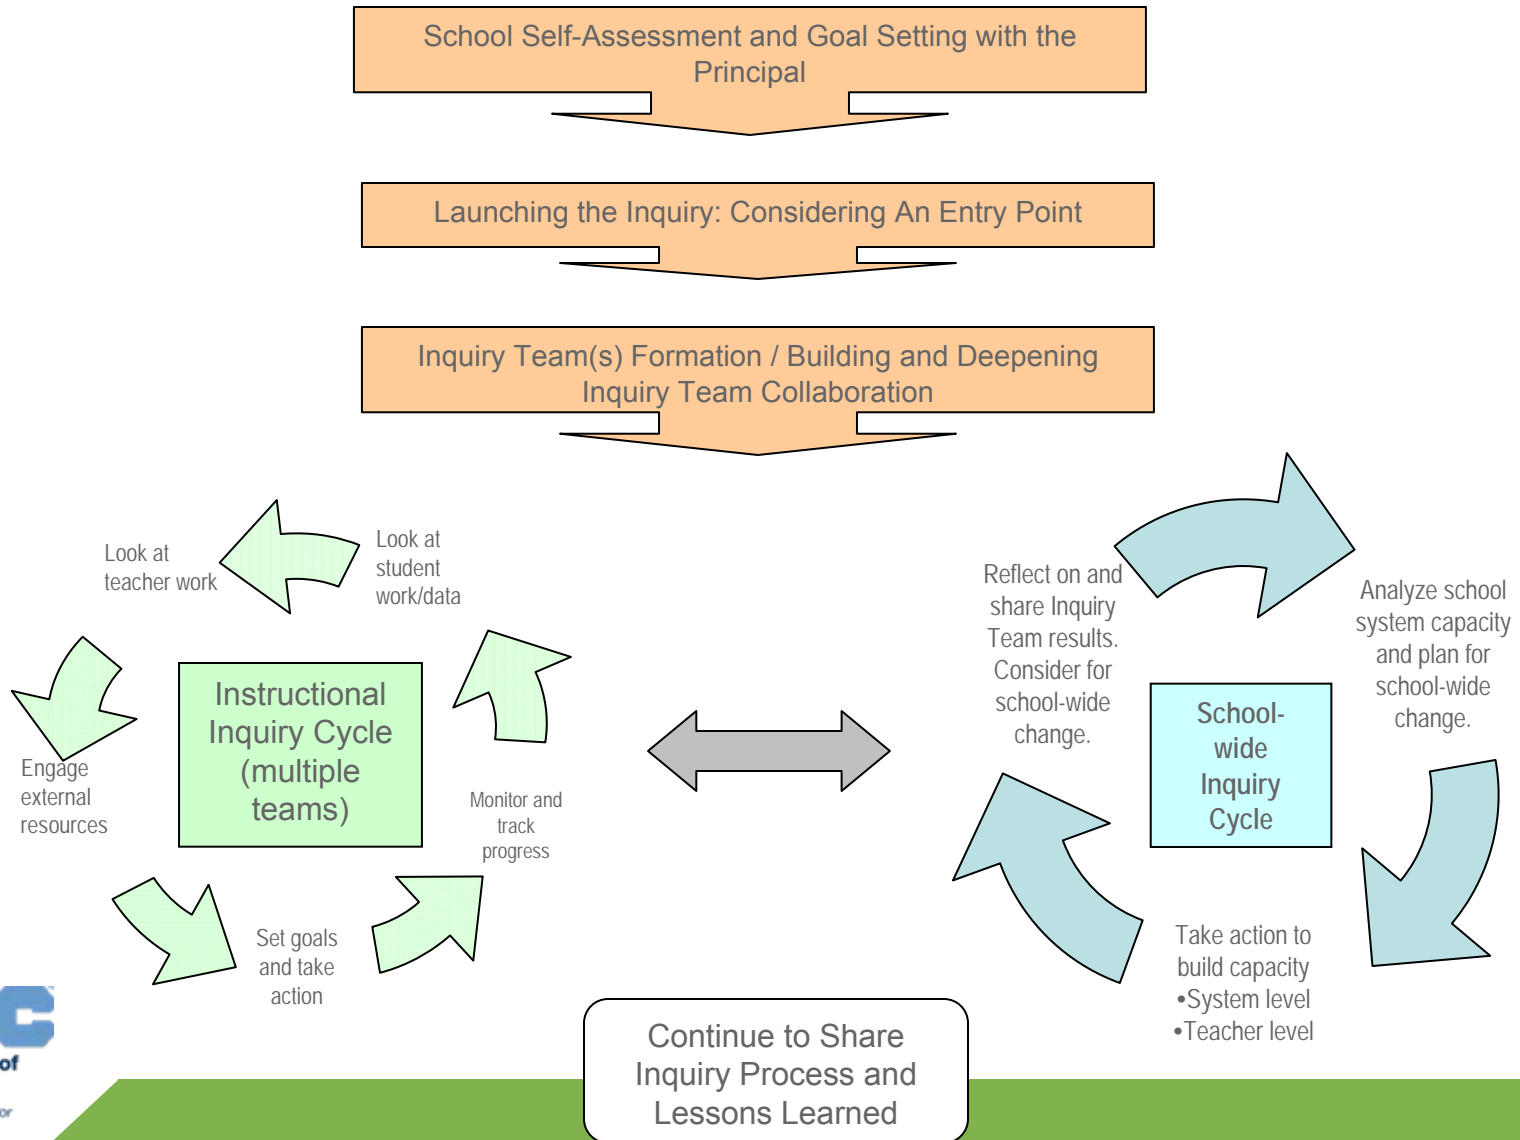 School Self-Assessment and Goal Setting with the
Principal
Launching the Inquiry: Considering An Entry Point
Inquiry Team(s) Formation / Building and Deepening
Inquiry Team Collaboration
Look at
teacher work
Look at
student
work/data
Engage
external
resources
Instructional
Inquiry Cycle
(multiple
teams)
Monitor and
track
progress
Set goals
and take
action
Reflect on and
share Inquiry
Team results.
Consider for
school-wide
change.
Analyze school
system capacity
and plan for
school-wide
change.
School-
wide
Inquiry
Cycle
Take action to
build capacity
•System level
•Teacher level
Continue to Share
Inquiry Process and
Lessons Learned
C
of
or